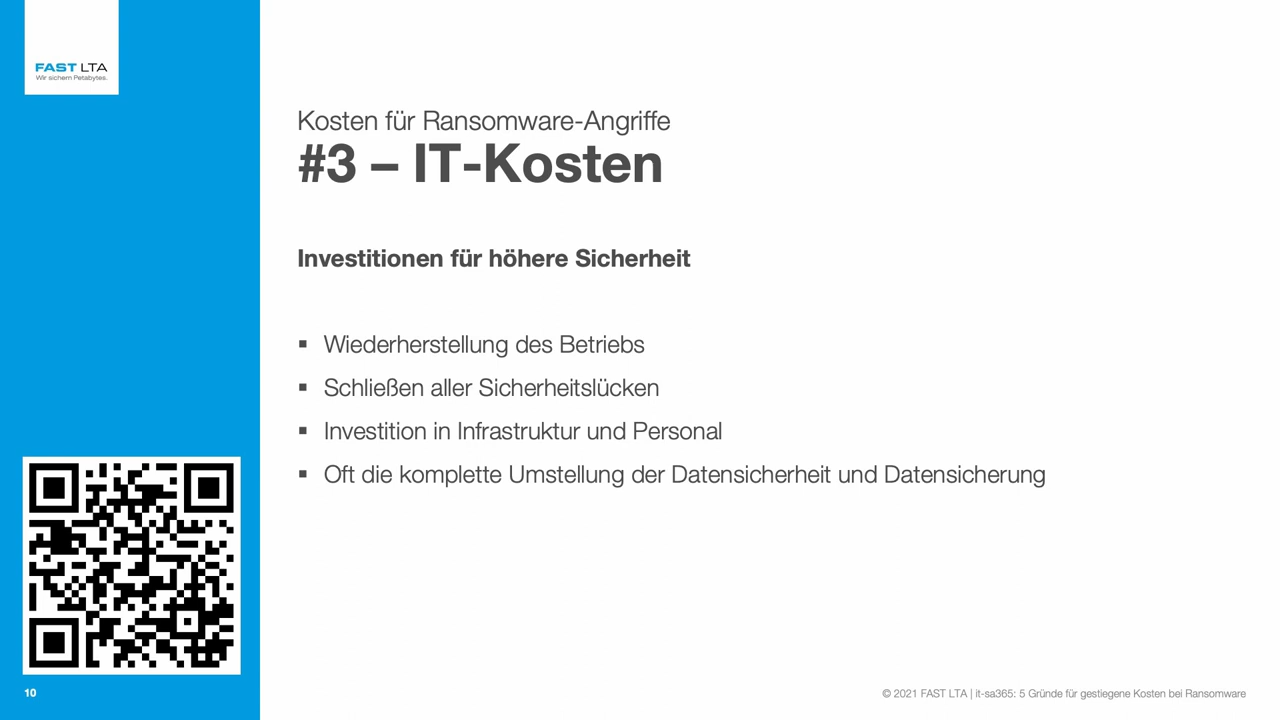 FAST LTA
Wir sichern Petabytes.
Kosten für Ransomware-Angriffe
#3 – IT-Kosten
Investitionen für höhere Sicherheit
▪ Wiederherstellung des Betriebs
▪ Schließen aller Sicherheitslücken
▪ Investition in Infrastruktur und Personal
▪ Oft die komplette Umstellung der Datensicherheit und Datensicherung
10
© 2021 FAST LTA | it-sa365: 5 Gründe für gestiegene Kosten bei Ransomware